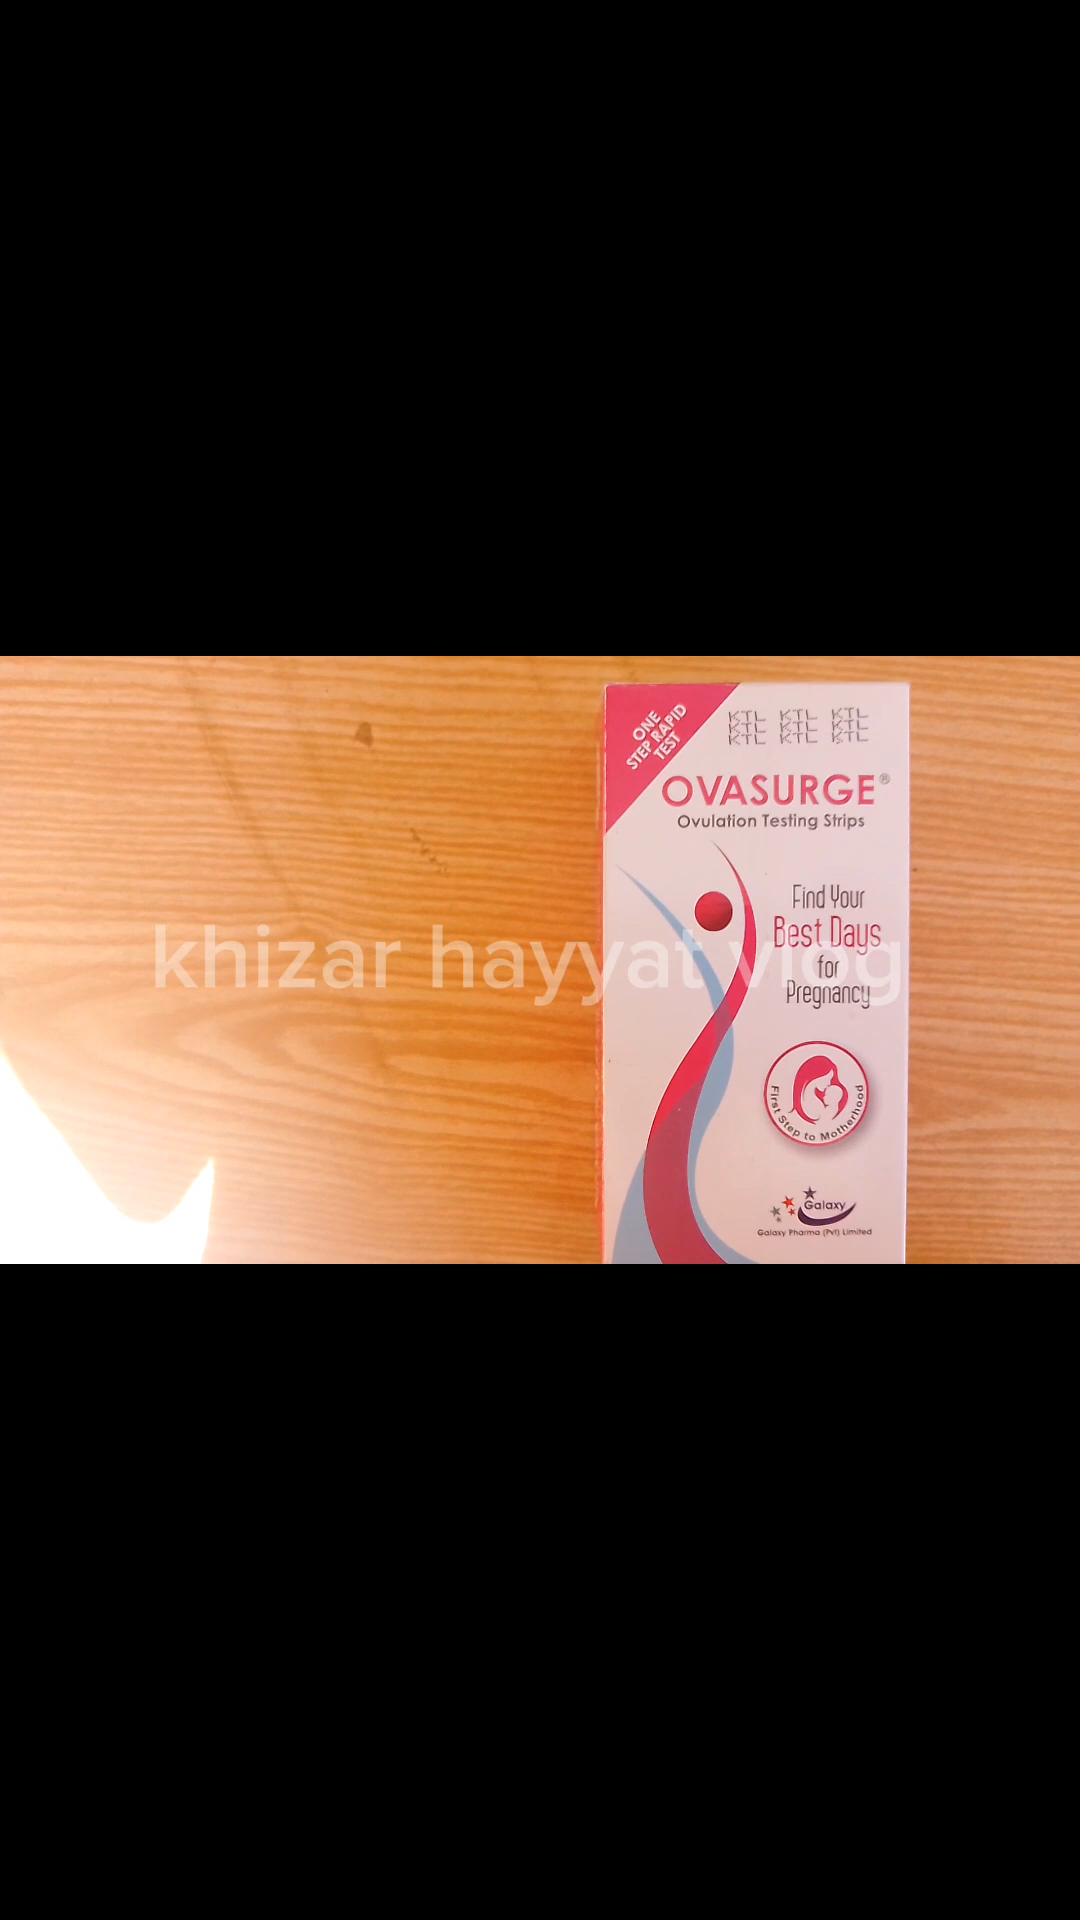 ONE
STEP RAPID
TEST
KTL KTL KTL
KTL KTL KTL
KTL KTL KTL
OVASURGE®
Ovulation Testing Strips
Find Your
Best Days
for
Pregnancy
khizar hayyat vlog
First Step to Motherhood
Galaxy
Galaxy Pharma (Pvt) Limited